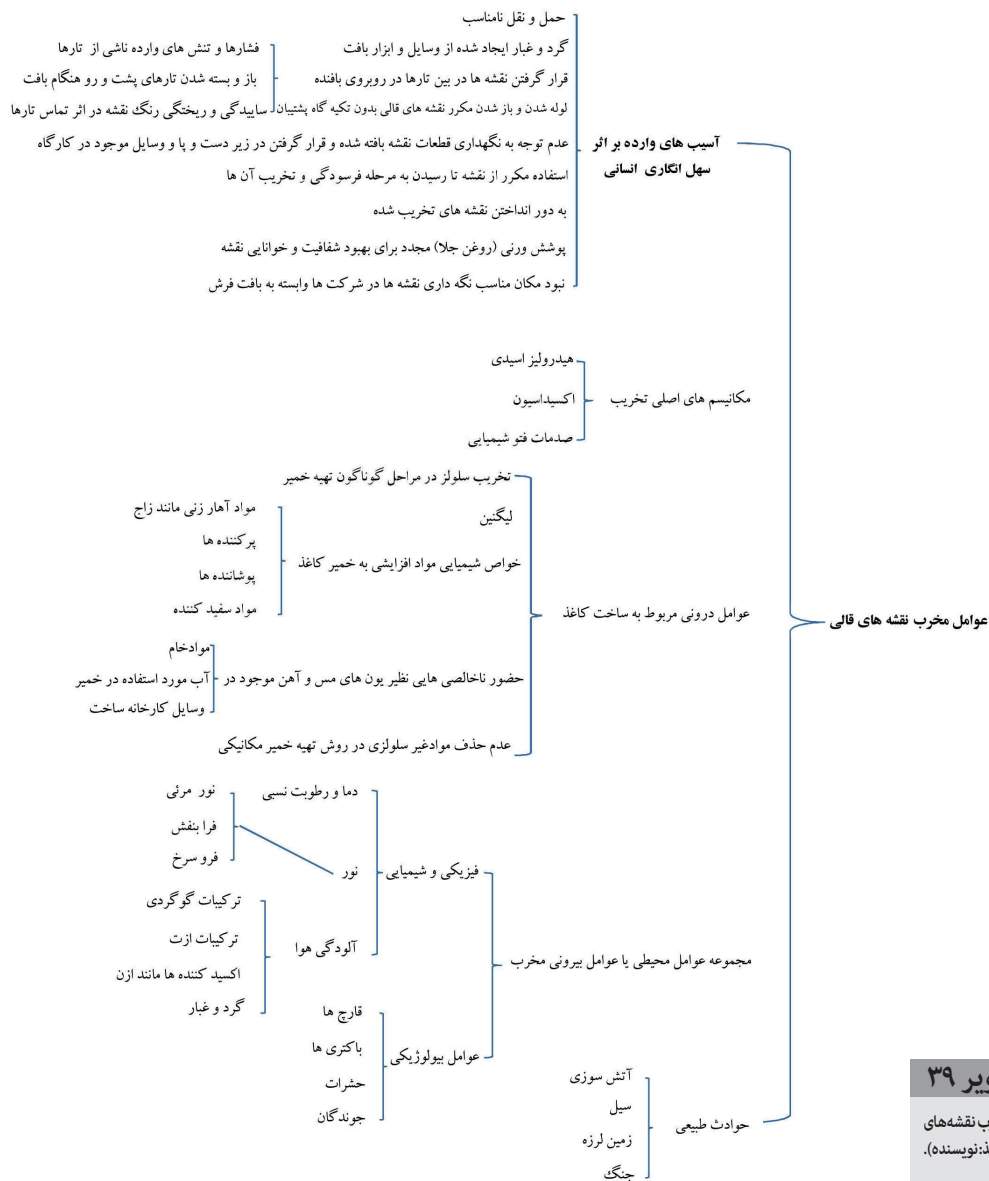 عوامل مخرب نقشه های قالی
آسیب های وارده بر اثر
سهل انگاری انسانی
حمل و نقل نامناسب
گرد و غبار ایجاد شده از وسایل و ابزار بافت
قرار گرفتن نقشه ها در بین تارها در روبروی بافنده
فشارها و تنش های وارده ناشی از تارها
باز و بسته شدن تارهای پشت و رو هنگام بافت
ساییدگی و ریختگی رنگ نقشه در اثر تماس تارها
لوله شدن و باز شدن مکرر نقشه های قالی بدون تکیه گاه پشتیبان
عدم توجه به نگهداری قطعات نقشه بافته شده و قرار گرفتن در زیر دست و پا و وسایل موجود در کارگاه
استفاده مکرر از نقشه تا رسیدن به مرحله فرسودگی و تخریب آن ها
به دور انداختن نقشه های تخریب شده
پوشش ورنی (روغن جلا) مجدد برای بهبود شفافیت و خوانایی نقشه
نبود مکان مناسب نگه داری نقشه ها در شرکت ها وابسته به بافت فرش
مکانیسم های اصلی تخریب
هیدرولیز اسیدی
اکسیداسیون
صدمات فتو شیمیایی
عوامل درونی مربوط به ساخت کاغذ
تخریب سلولز در مراحل گوناگون تهیه خمیر
لیگنین
خواص شیمیایی مواد افزایشی به خمیر کاغذ
مواد آهار زنی مانند زاج
پرکننده ها
پوشاننده ها
مواد سفید کننده
حضور ناخالصی هایی نظیر یون های مس و آهن موجود در
موادخام
آب مورد استفاده در خمیر
وسایل کارخانه ساخت
عدم حذف موادغیر سلولزی در روش تهیه خمیر مکانیکی
مجموعه عوامل محیطی یا عوامل بیرونی مخرب
فیزیکی و شیمیایی
دما و رطوبت نسبی
نور
نور مرئی
فرا بنفش
فرو سرخ
آلودگی هوا
ترکیبات گوگردی
ترکیبات ازت
اکسید کننده ها مانند ازن
گرد و غبار
عوامل بیولوژیکی
قارچ ها
باکتری ها
حشرات
جوندگان
حوادث طبیعی
آتش سوزی
سیل
زمین لرزه
جنگ
ویر ۳۹
ب نقشه‌های
ذ:نویسنده).